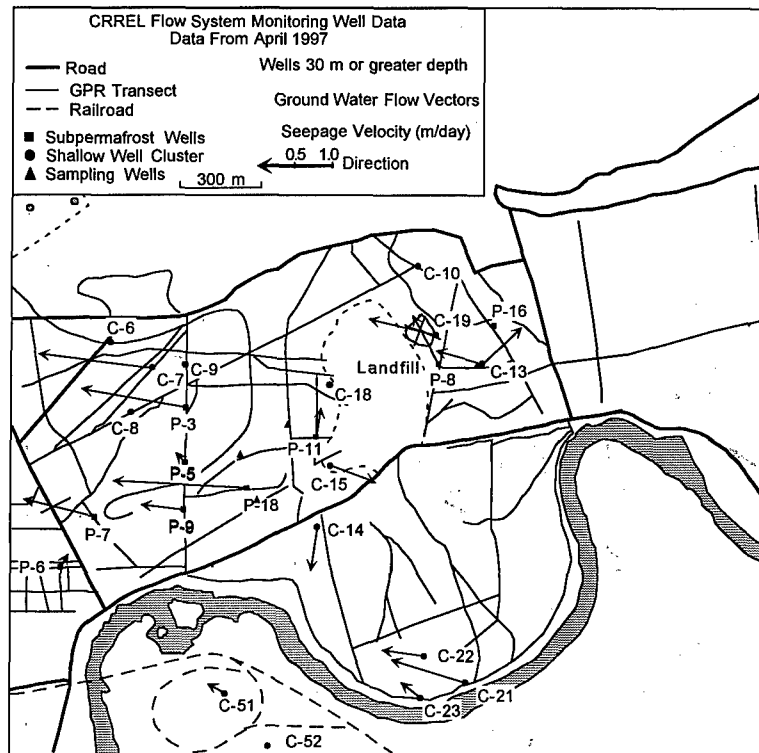 CRREL Flow System Monitoring Well Data
Data From April 1997
Road
Wells 30 m or greater depth
GPR Transect
Ground Water Flow Vectors
Railroad
Seepage Velocity (m/day)
Subpermafrost Wells
0.5 1.0
Direction
Shallow Well Cluster
Sampling Wells
300 m
C-10
P-16
C-6
C-19
C-9
Landfill
C-7
P-8
C-13
C-18
C-8
P-3
P-11
P-5
C-15
P-18
P-9
P-7
C-14
P-6
C-22
C-21
C-23
C-51
C-52